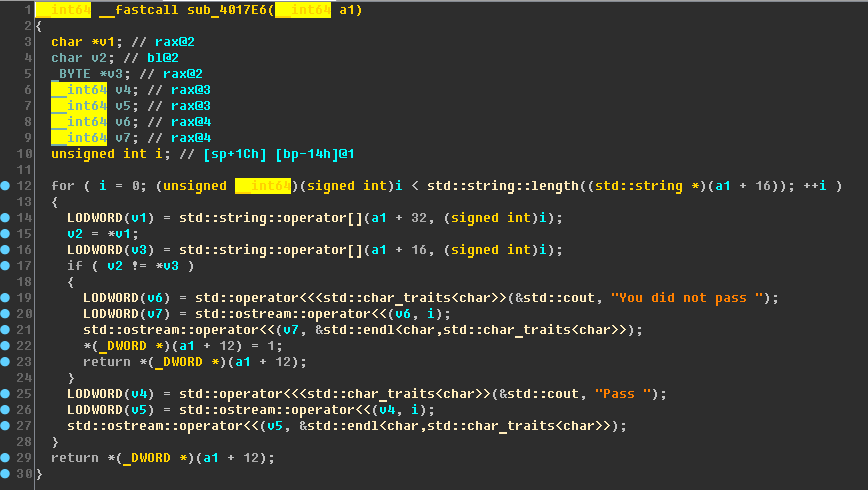 1 __int64 __fastcall sub_4017E6(__int64 a1)
2 {
3 char *v1; // rax@2
4 char v2; // bl@2
5 _BYTE *v3; // rax@2
6 __int64 v4; // rax@3
7 __int64 v5; // rax@3
8 __int64 v6; // rax@4
9 __int64 v7; // rax@4
10 unsigned int i; // [sp+1Ch] [bp-14h]@1
11
12 for ( i = 0; (unsigned __int64)(signed int)i < std::string::length((std::string *)(a1 + 16)); ++i )
13 {
14 LODWORD(v1) = std::string::operator[](a1 + 32, (signed int)i);
15 v2 = *v1;
16 LODWORD(v3) = std::string::operator[](a1 + 16, (signed int)i);
17 if ( v2 != *v3 )
18 {
19 LODWORD(v6) = std::operator<<<std::char_traits<char>>(&std::cout, "You did not pass ");
20 LODWORD(v7) = std::ostream::operator<<(v6, i);
21 std::ostream::operator<<(v7, &std::endl<char,std::char_traits<char>>);
22 *(_DWORD *)(a1 + 12) = 1;
23 return *(_DWORD *)(a1 + 12);
24 }
25 LODWORD(v4) = std::operator<<<std::char_traits<char>>(&std::cout, "Pass ");
26 LODWORD(v5) = std::ostream::operator<<(v4, i);
27 std::ostream::operator<<(v5, &std::endl<char,std::char_traits<char>>);
28 }
29 return *(_DWORD *)(a1 + 12);
30 }